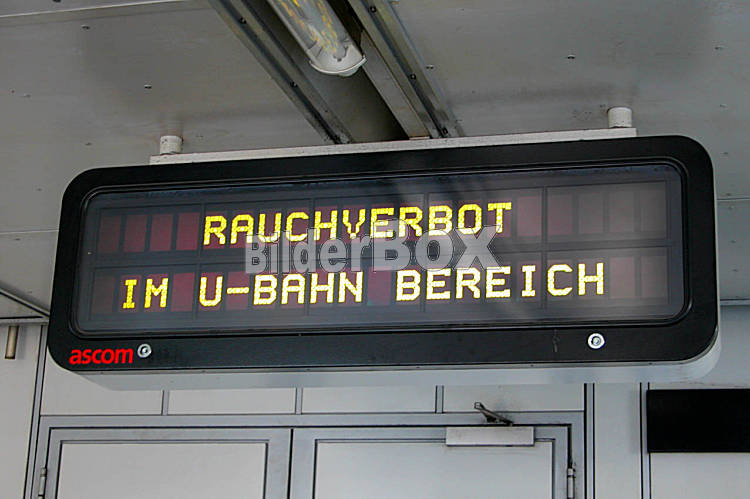 RAUCHVERBOT
BilderBOX
IM U-BAHN BEREICH
ascom